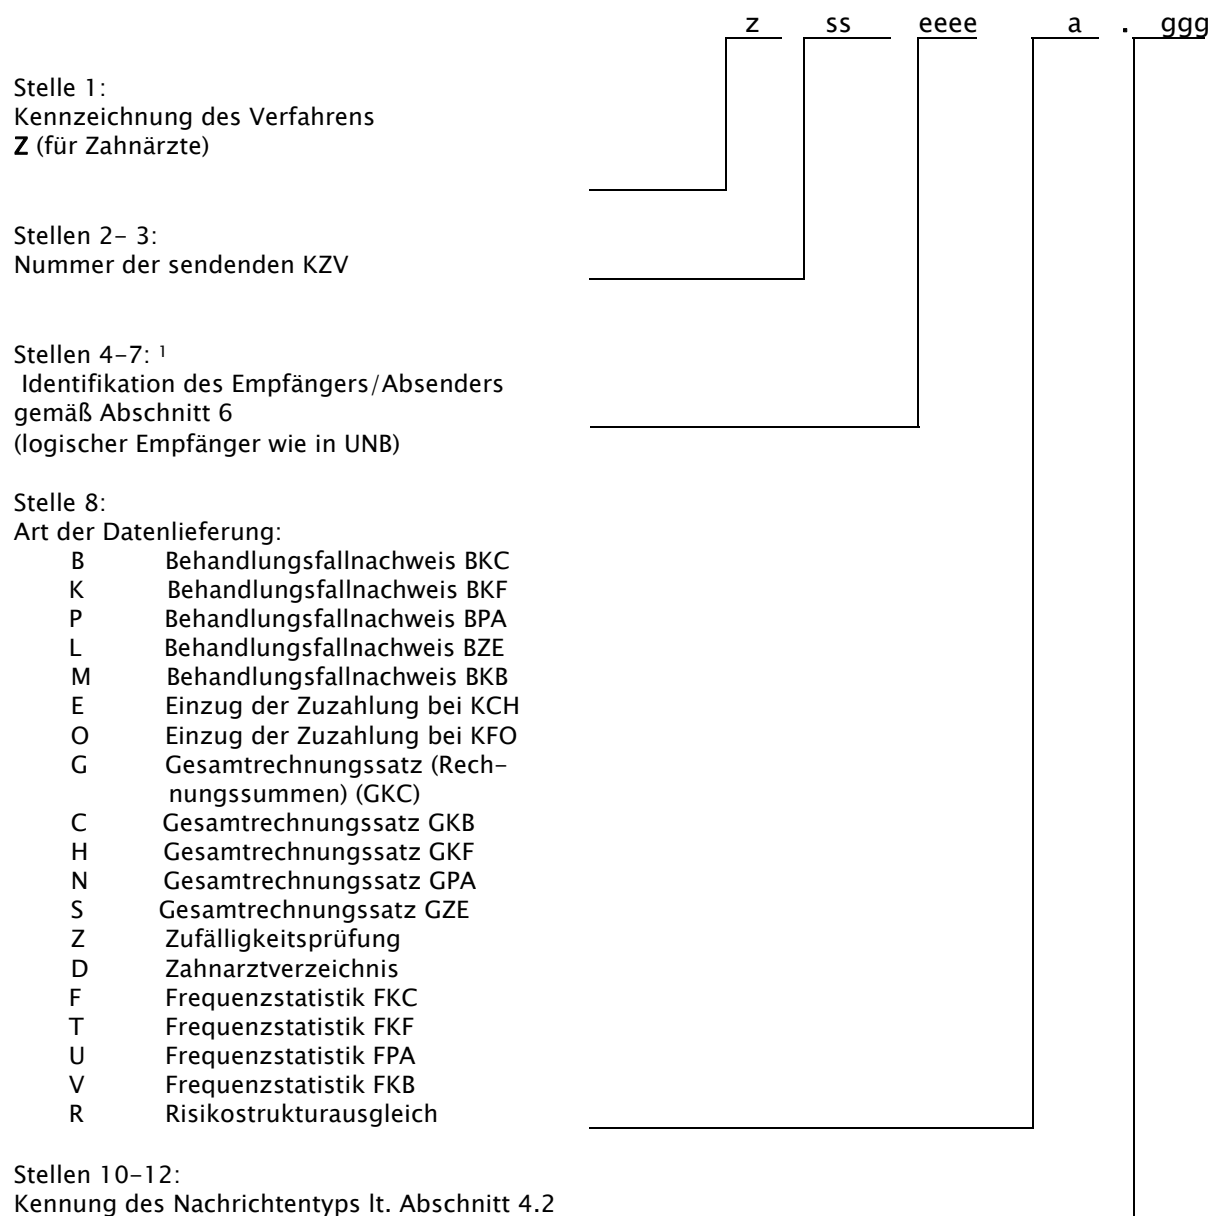 z ss eeee a . ggg
Stelle 1:
Kennzeichnung des Verfahrens
Z (für Zahnärzte)
Stellen 2- 3:
Nummer der sendenden KZV
Stellen 4-7: 1
Identifikation des Empfängers/Absenders
gemäß Abschnitt 6
(logischer Empfänger wie in UNB)
Stelle 8:
Art der Datenlieferung:
B Behandlungsfallnachweis BKC
K Behandlungsfallnachweis BKF
P Behandlungsfallnachweis BPA
L Behandlungsfallnachweis BZE
M Behandlungsfallnachweis BKB
E Einzug der Zuzahlung bei KCH
O Einzug der Zuzahlung bei KFO
G Gesamtrechnungssatz (Rech-
nungssummen) (GKC)
C Gesamtrechnungssatz GKB
H Gesamtrechnungssatz GKF
N Gesamtrechnungssatz GPA
S Gesamtrechnungssatz GZE
Z Zufälligkeitsprüfung
D Zahnarztverzeichnis
F Frequenzstatistik FKC
T Frequenzstatistik FKF
U Frequenzstatistik FPA
V Frequenzstatistik FKB
R Risikostrukturausgleich
Stellen 10-12:
Kennung des Nachrichtentyps lt. Abschnitt 4.2